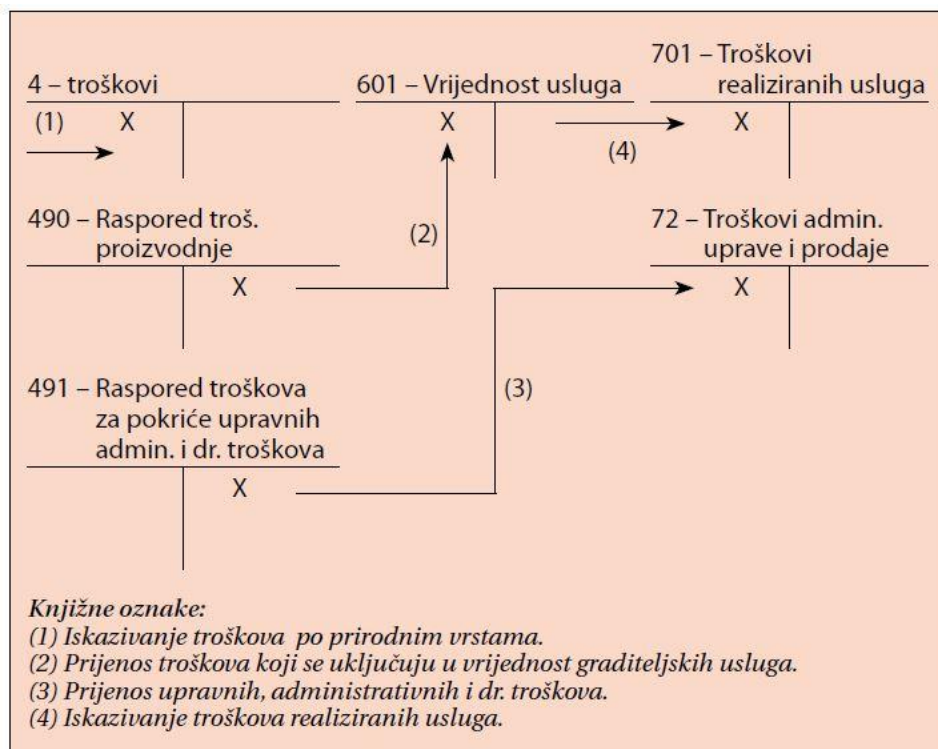 4 – troškovi
601 – Vrijednost usluga
701 – Troškovi
realiziranih usluga
(1)
X
X
(4)
X
490 – Raspored troš.
proizvodnje
(2)
72 – Troškovi admin.
uprave i prodaje
X
X
491 – Raspored troškova
za pokriće upravnih
admin. i dr. troškova
(3)
X
Knjižne oznake:
(1) Iskazivanje troškova po prirodnim vrstama.
(2) Prijenos troškova koji se uključuju u vrijednost graditeljskih usluga.
(3) Prijenos upravnih, administrativnih i dr. troškova.
(4) Iskazivanje troškova realiziranih usluga.